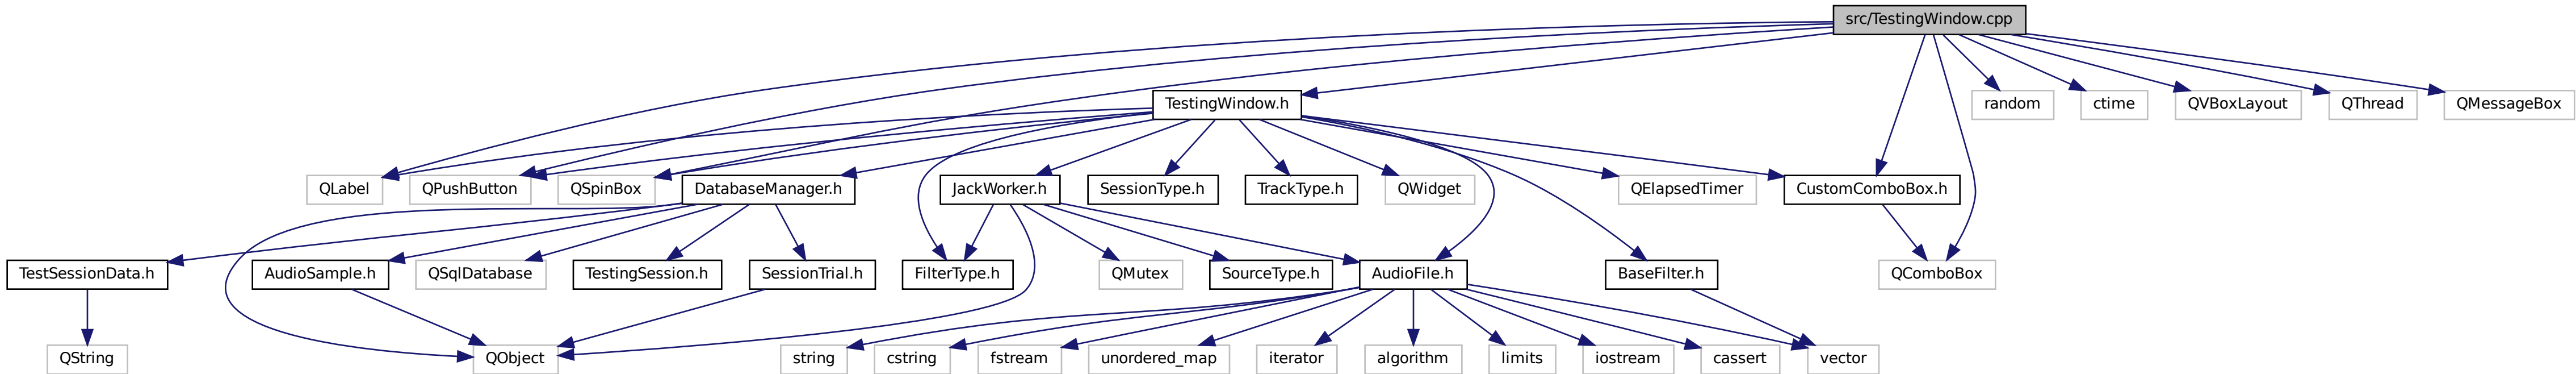 src/TestingWindow.cpp
TestingWindow.h
random
ctime
QVBoxLayout
QThread
QMessageBox
QLabel
QPushButton
QSpinBox
DatabaseManager.h
JackWorker.h
SessionType.h
TrackType.h
QWidget
QElapsedTimer
CustomComboBox.h
TestSessionData.h
AudioSample.h
QSqlDatabase
TestingSession.h
SessionTrial.h
FilterType.h
QMutex
SourceType.h
AudioFile.h
BaseFilter.h
QComboBox
QString
QObject
string
cstring
fstream
unordered_map
iterator
algorithm
limits
iostream
cassert
vector